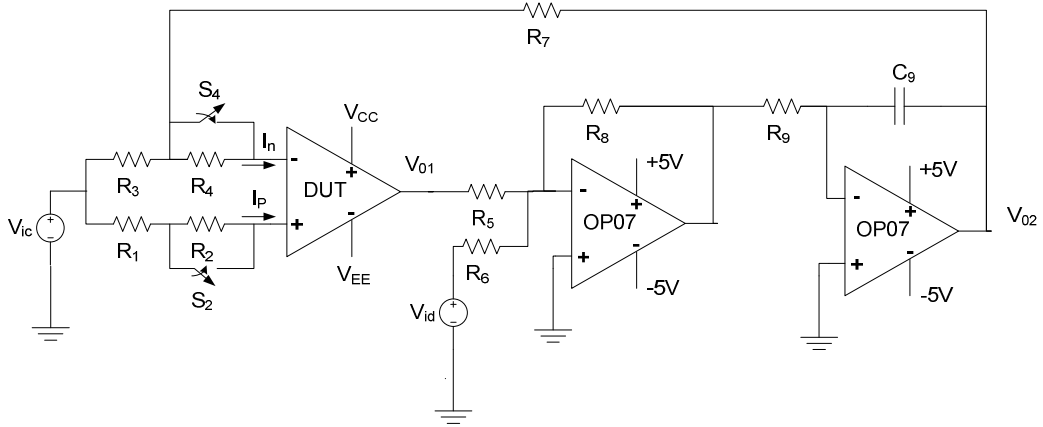 R7
S4
C9
VCC
In
R8
R9
- V01
+5V
+5V
R3 R4
DUT
+
-
-
Vic
IP
R5
+
OP07
OP07
+
V02
R1 R2
+
VEE
R6
+
-
+
-
S2
-5V
-5V
Vid
+
-